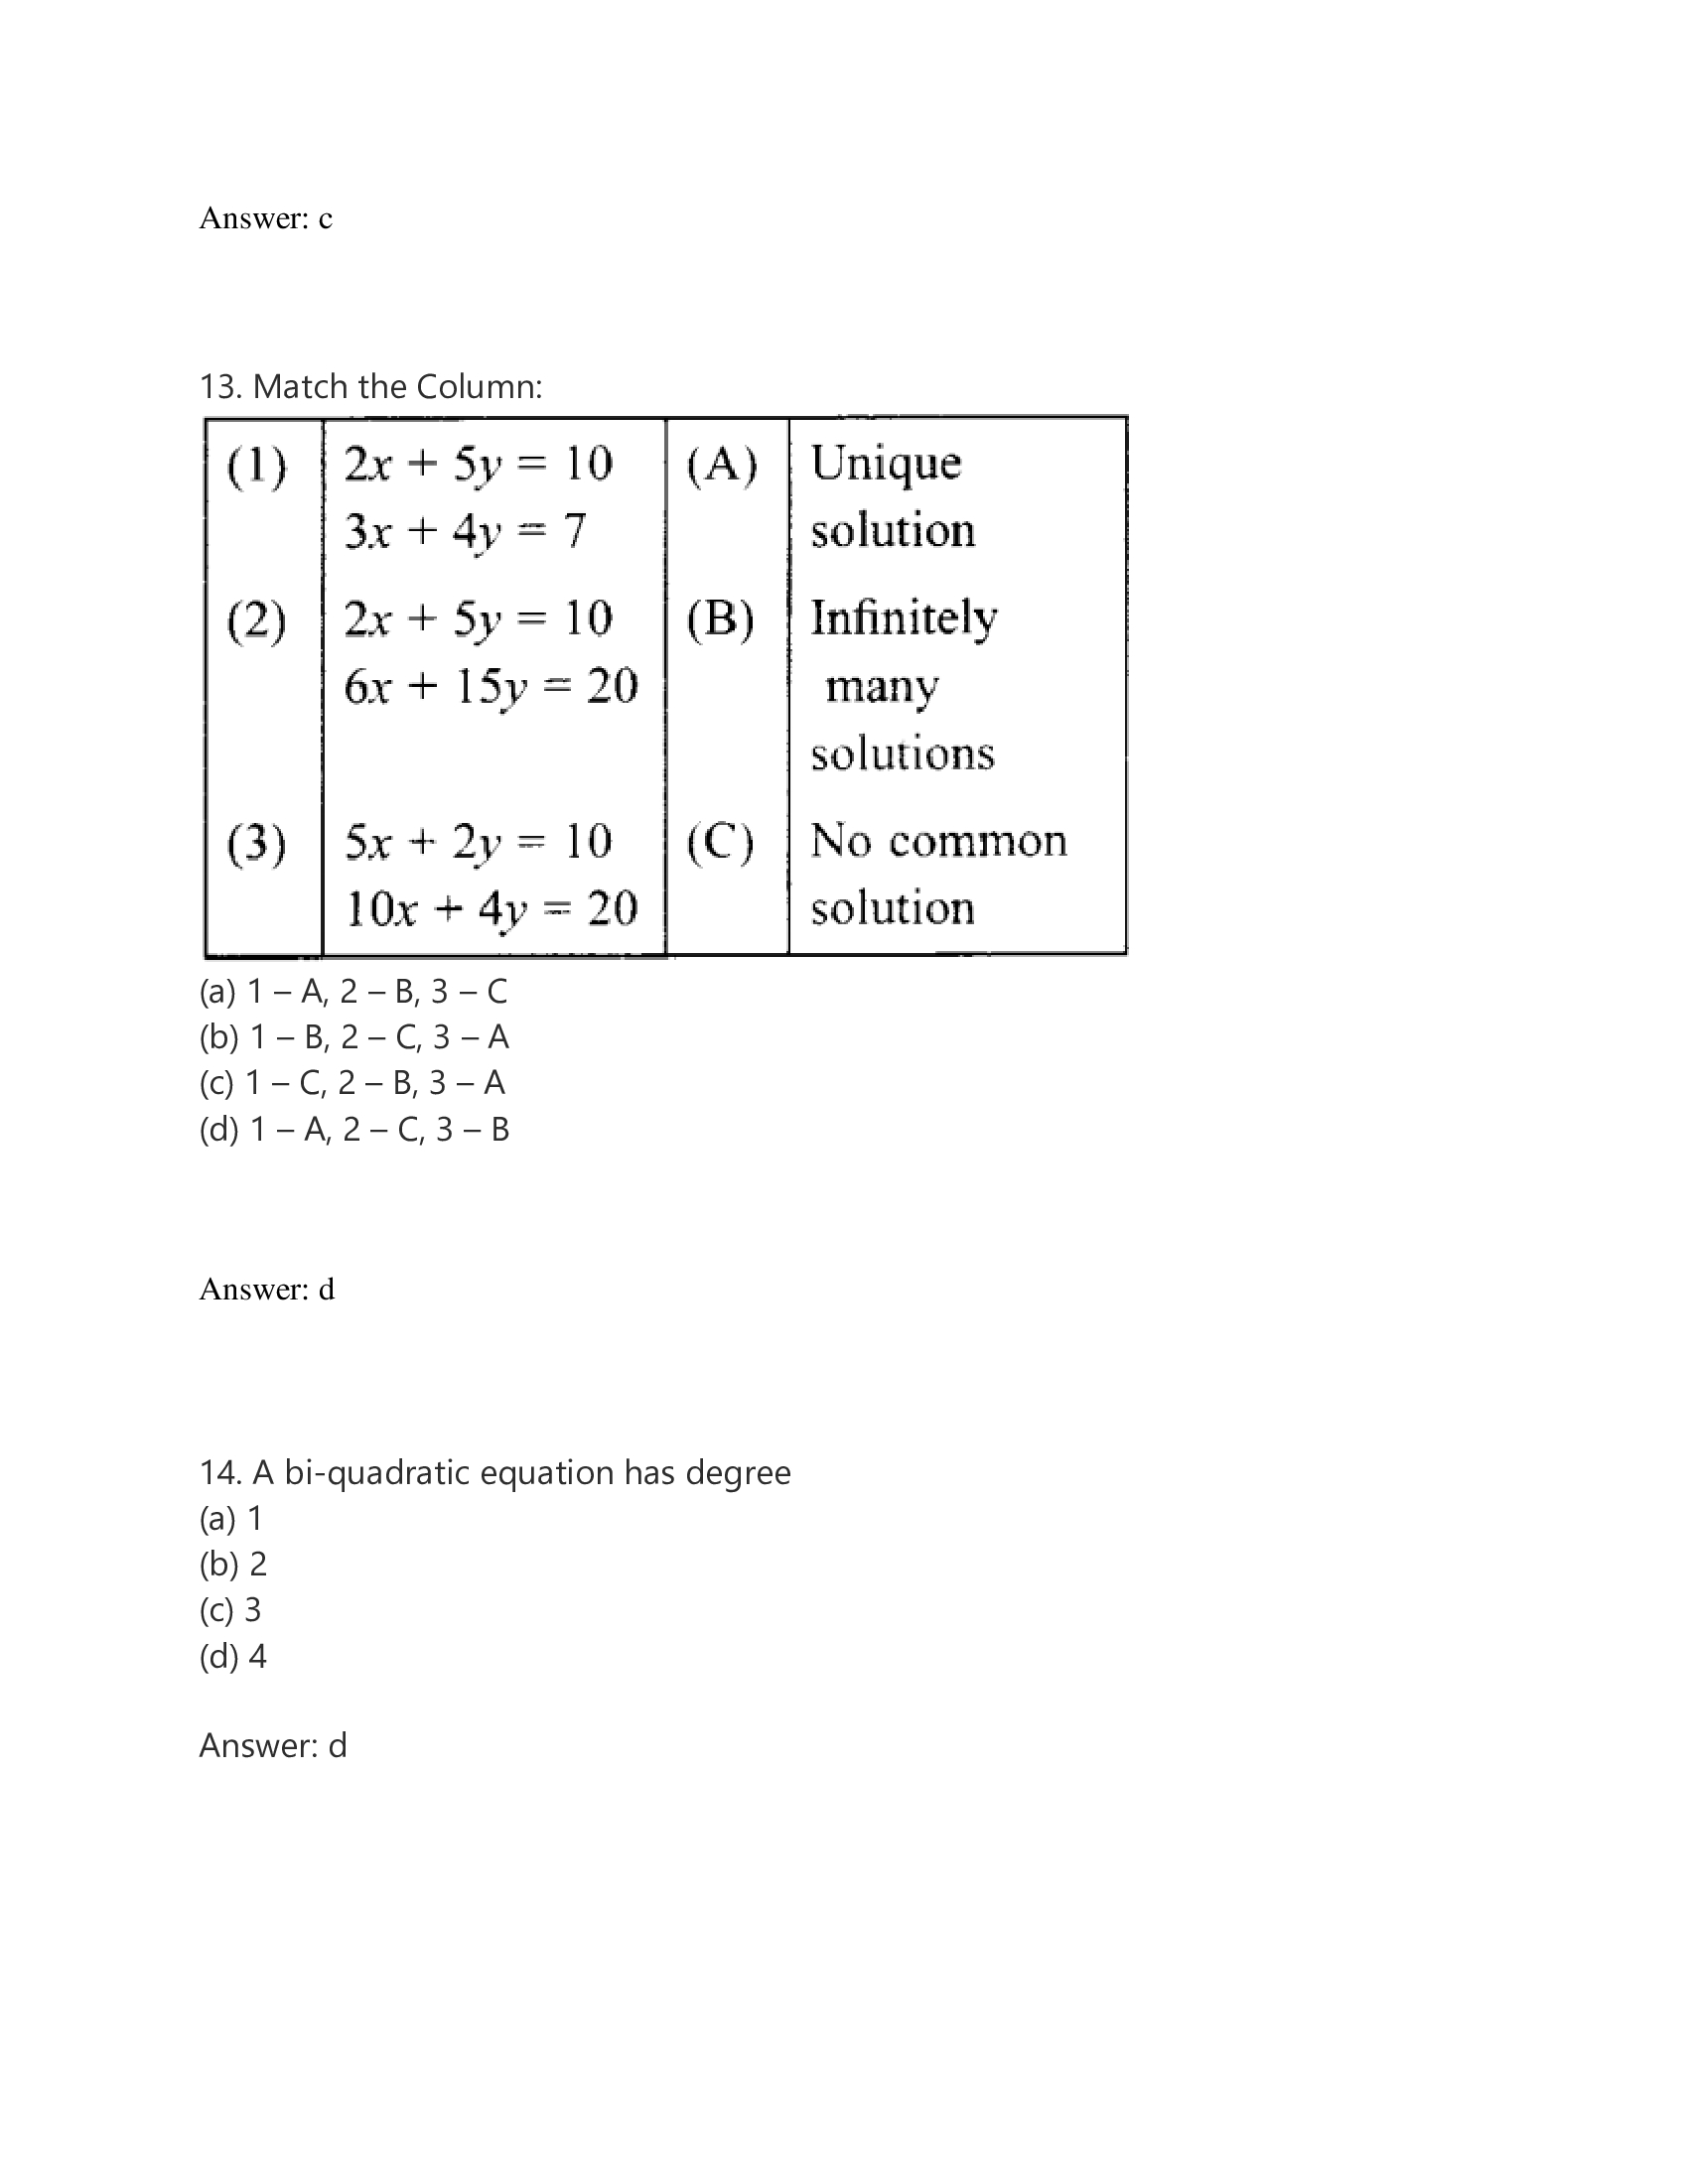 Answer: c
13. Match the Column:
(1) 2x + 5y = 10 (A) Unique
3x + 4y = 7 solution
(2) 2x + 5y = 10 (B) Infinitely
6x + 15y = 20 many
solutions
(3) 5x + 2y = 10 (C) No common
10x + 4y = 20 solution
(a) 1 – A, 2 – B, 3 – C
(b) 1 – B, 2 – C, 3 – A
(c) 1 – C, 2 – B, 3 – A
(d) 1 – A, 2 – C, 3 – B
Answer: d
14. A bi-quadratic equation has degree
(a) 1
(b) 2
(c) 3
(d) 4
Answer: d